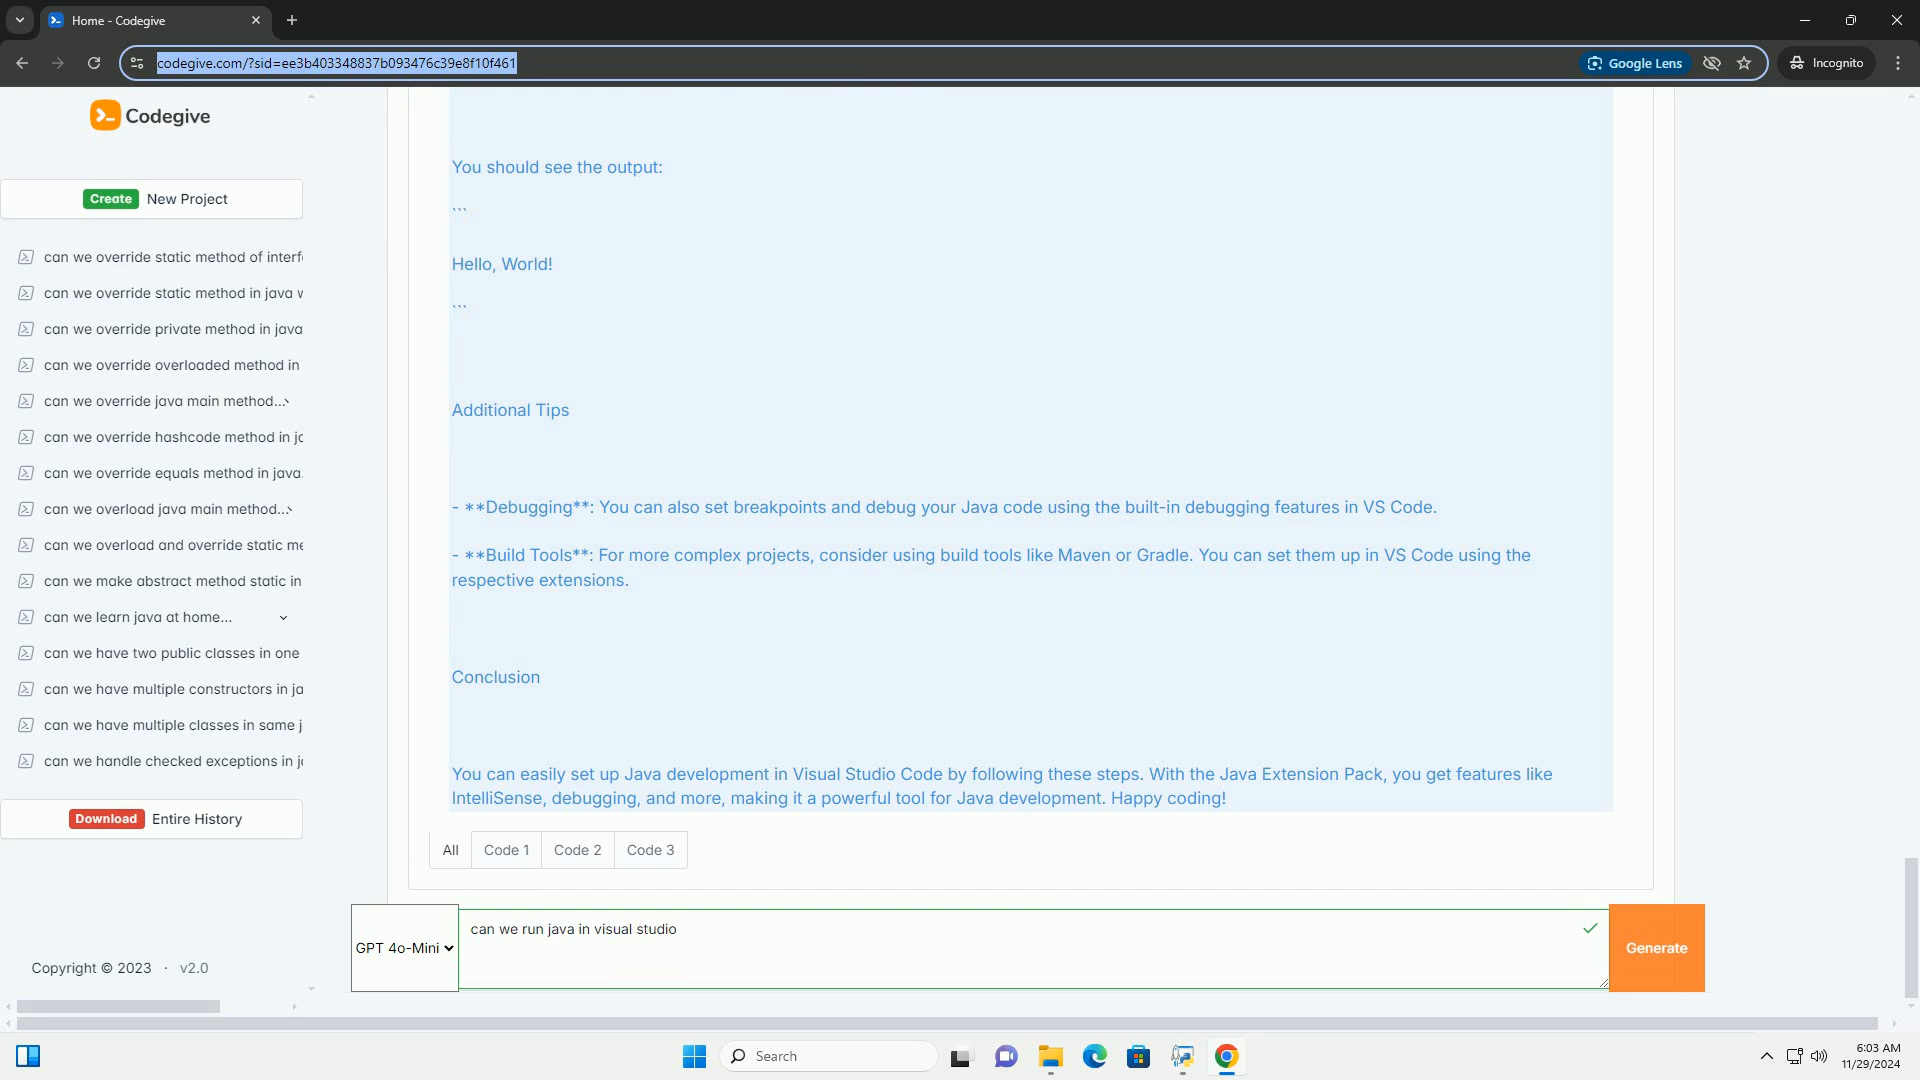 Home - Codegive
codegive.com/?sid=ee3b403348837b093476c39e8f10f461
Google Lens
Incognito
Codegive
Create New Project
can we override static method of interf
can we override static method in java w
can we override private method in java
can we override overloaded method in
can we override java main method...
can we override hashcode method in jc
can we override equals method in java.
can we overload java main method...
can we overload and override static me
can we make abstract method static in
can we learn java at home...
can we have two public classes in one
can we have multiple constructors in ja
can we have multiple classes in same j
can we handle checked exceptions in jo
Download Entire History
Copyright © 2023 · v2.0
You should see the output:
```
Hello, World!
```
Additional Tips
- **Debugging**: You can also set breakpoints and debug your Java code using the built-in debugging features in VS Code.
- **Build Tools**: For more complex projects, consider using build tools like Maven or Gradle. You can set them up in VS Code using the
respective extensions.
Conclusion
You can easily set up Java development in Visual Studio Code by following these steps. With the Java Extension Pack, you get features like
IntelliSense, debugging, and more, making it a powerful tool for Java development. Happy coding!
All Code 1 Code 2 Code 3
GPT 4o-Mini
can we run java in visual studio
Generate
Search
6:03 AM
11/29/2024